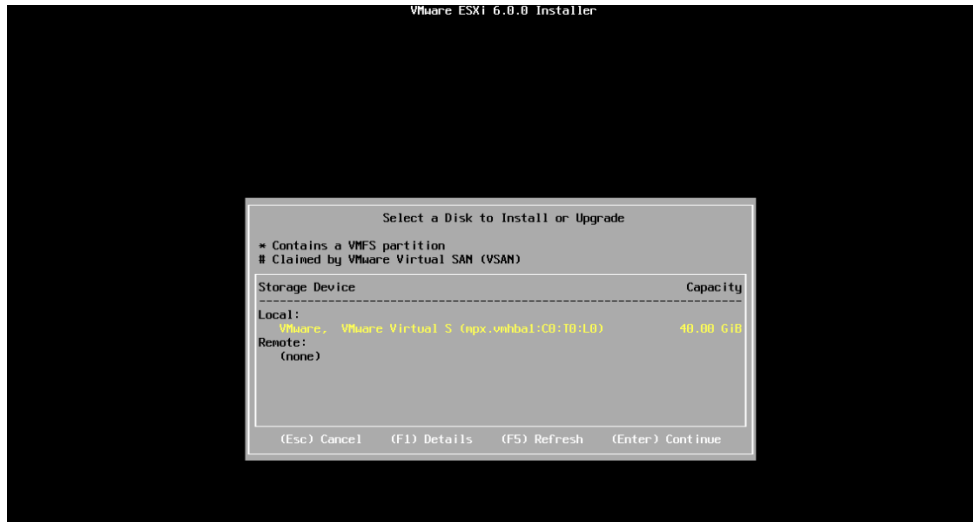 VMware ESXi 6.0.0 Installer
Select a Disk to Install or Upgrade
* Contains a VMFS partition
# Claimed by VMware Virtual SAN (VSAN)
Storage Device Capacity
--------------------------------------------------------------------
Local:
VMware, VMware Virtual S (mpx.vmhba1:C0:T0:L0) 40.00 GiB
Remote:
(none)
(Esc) Cancel (F1) Details (F5) Refresh (Enter) Continue